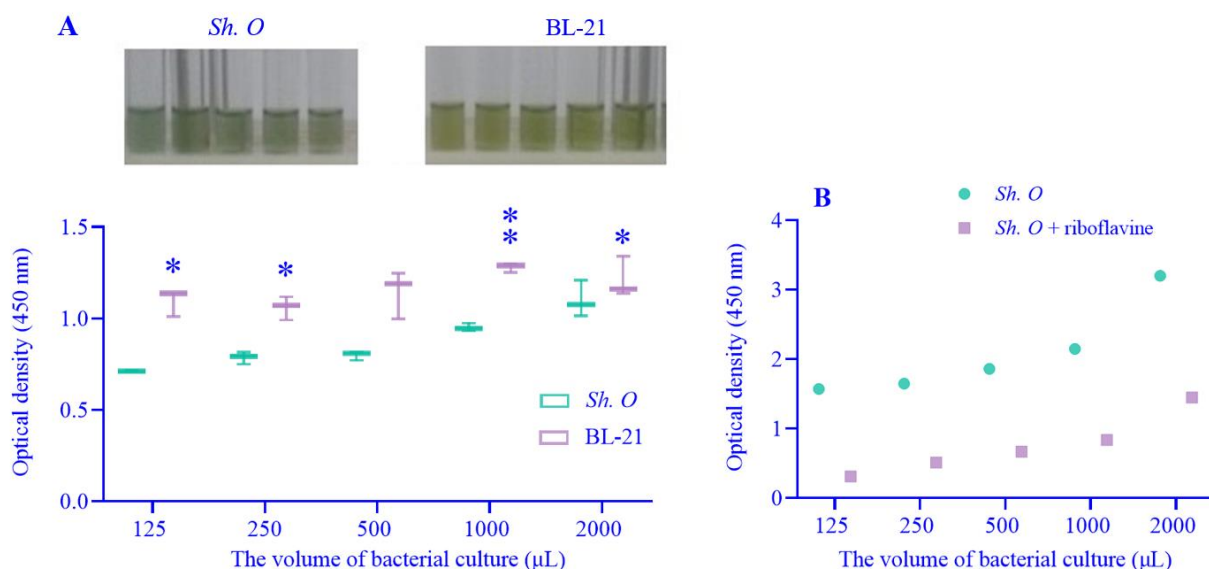 A
Sh. O
BL-21
Optical density (450 nm)
1.5
1.0
0.5
0.0
*
*
*
*
*
Sh. O
BL-21
125 250 500 1000 2000
The volume of bacterial culture (µL)
B
Sh. O
Sh. O + riboflavine
Optical density (450 nm)
4
3
2
1
0
125 250 500 1000 2000
The volume of bacterial culture (µL)